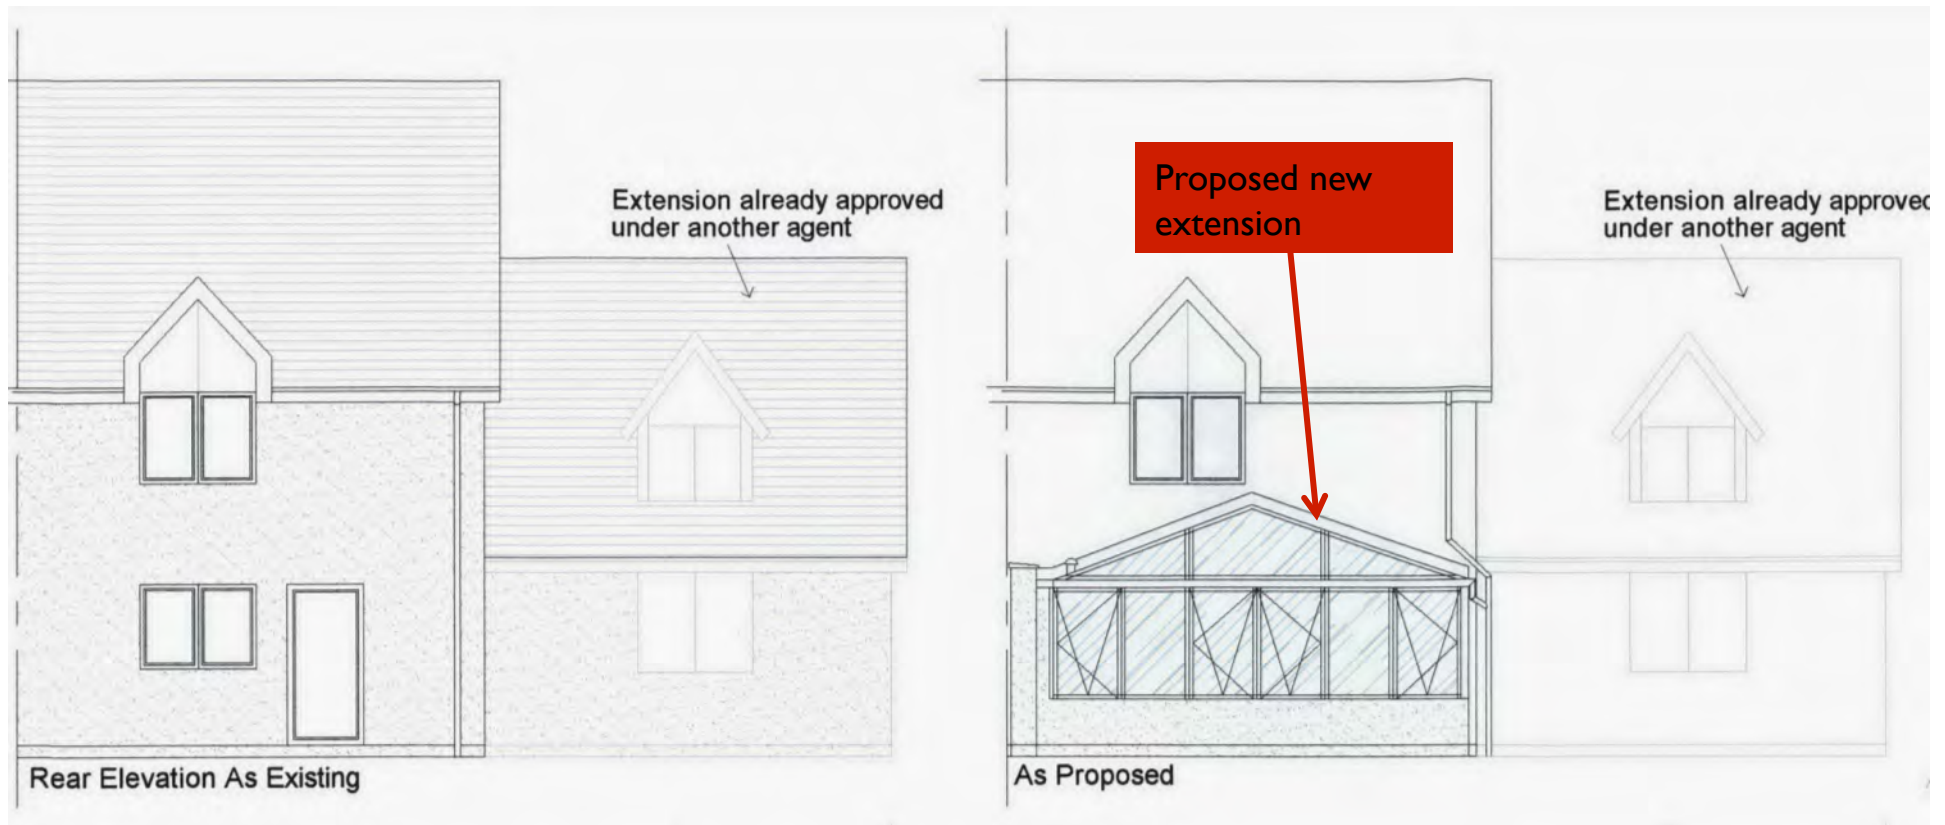 Extension already approved
under another agent
Rear Elevation As Existing
Proposed new
extension
Extension already approved
under another agent
As Proposed